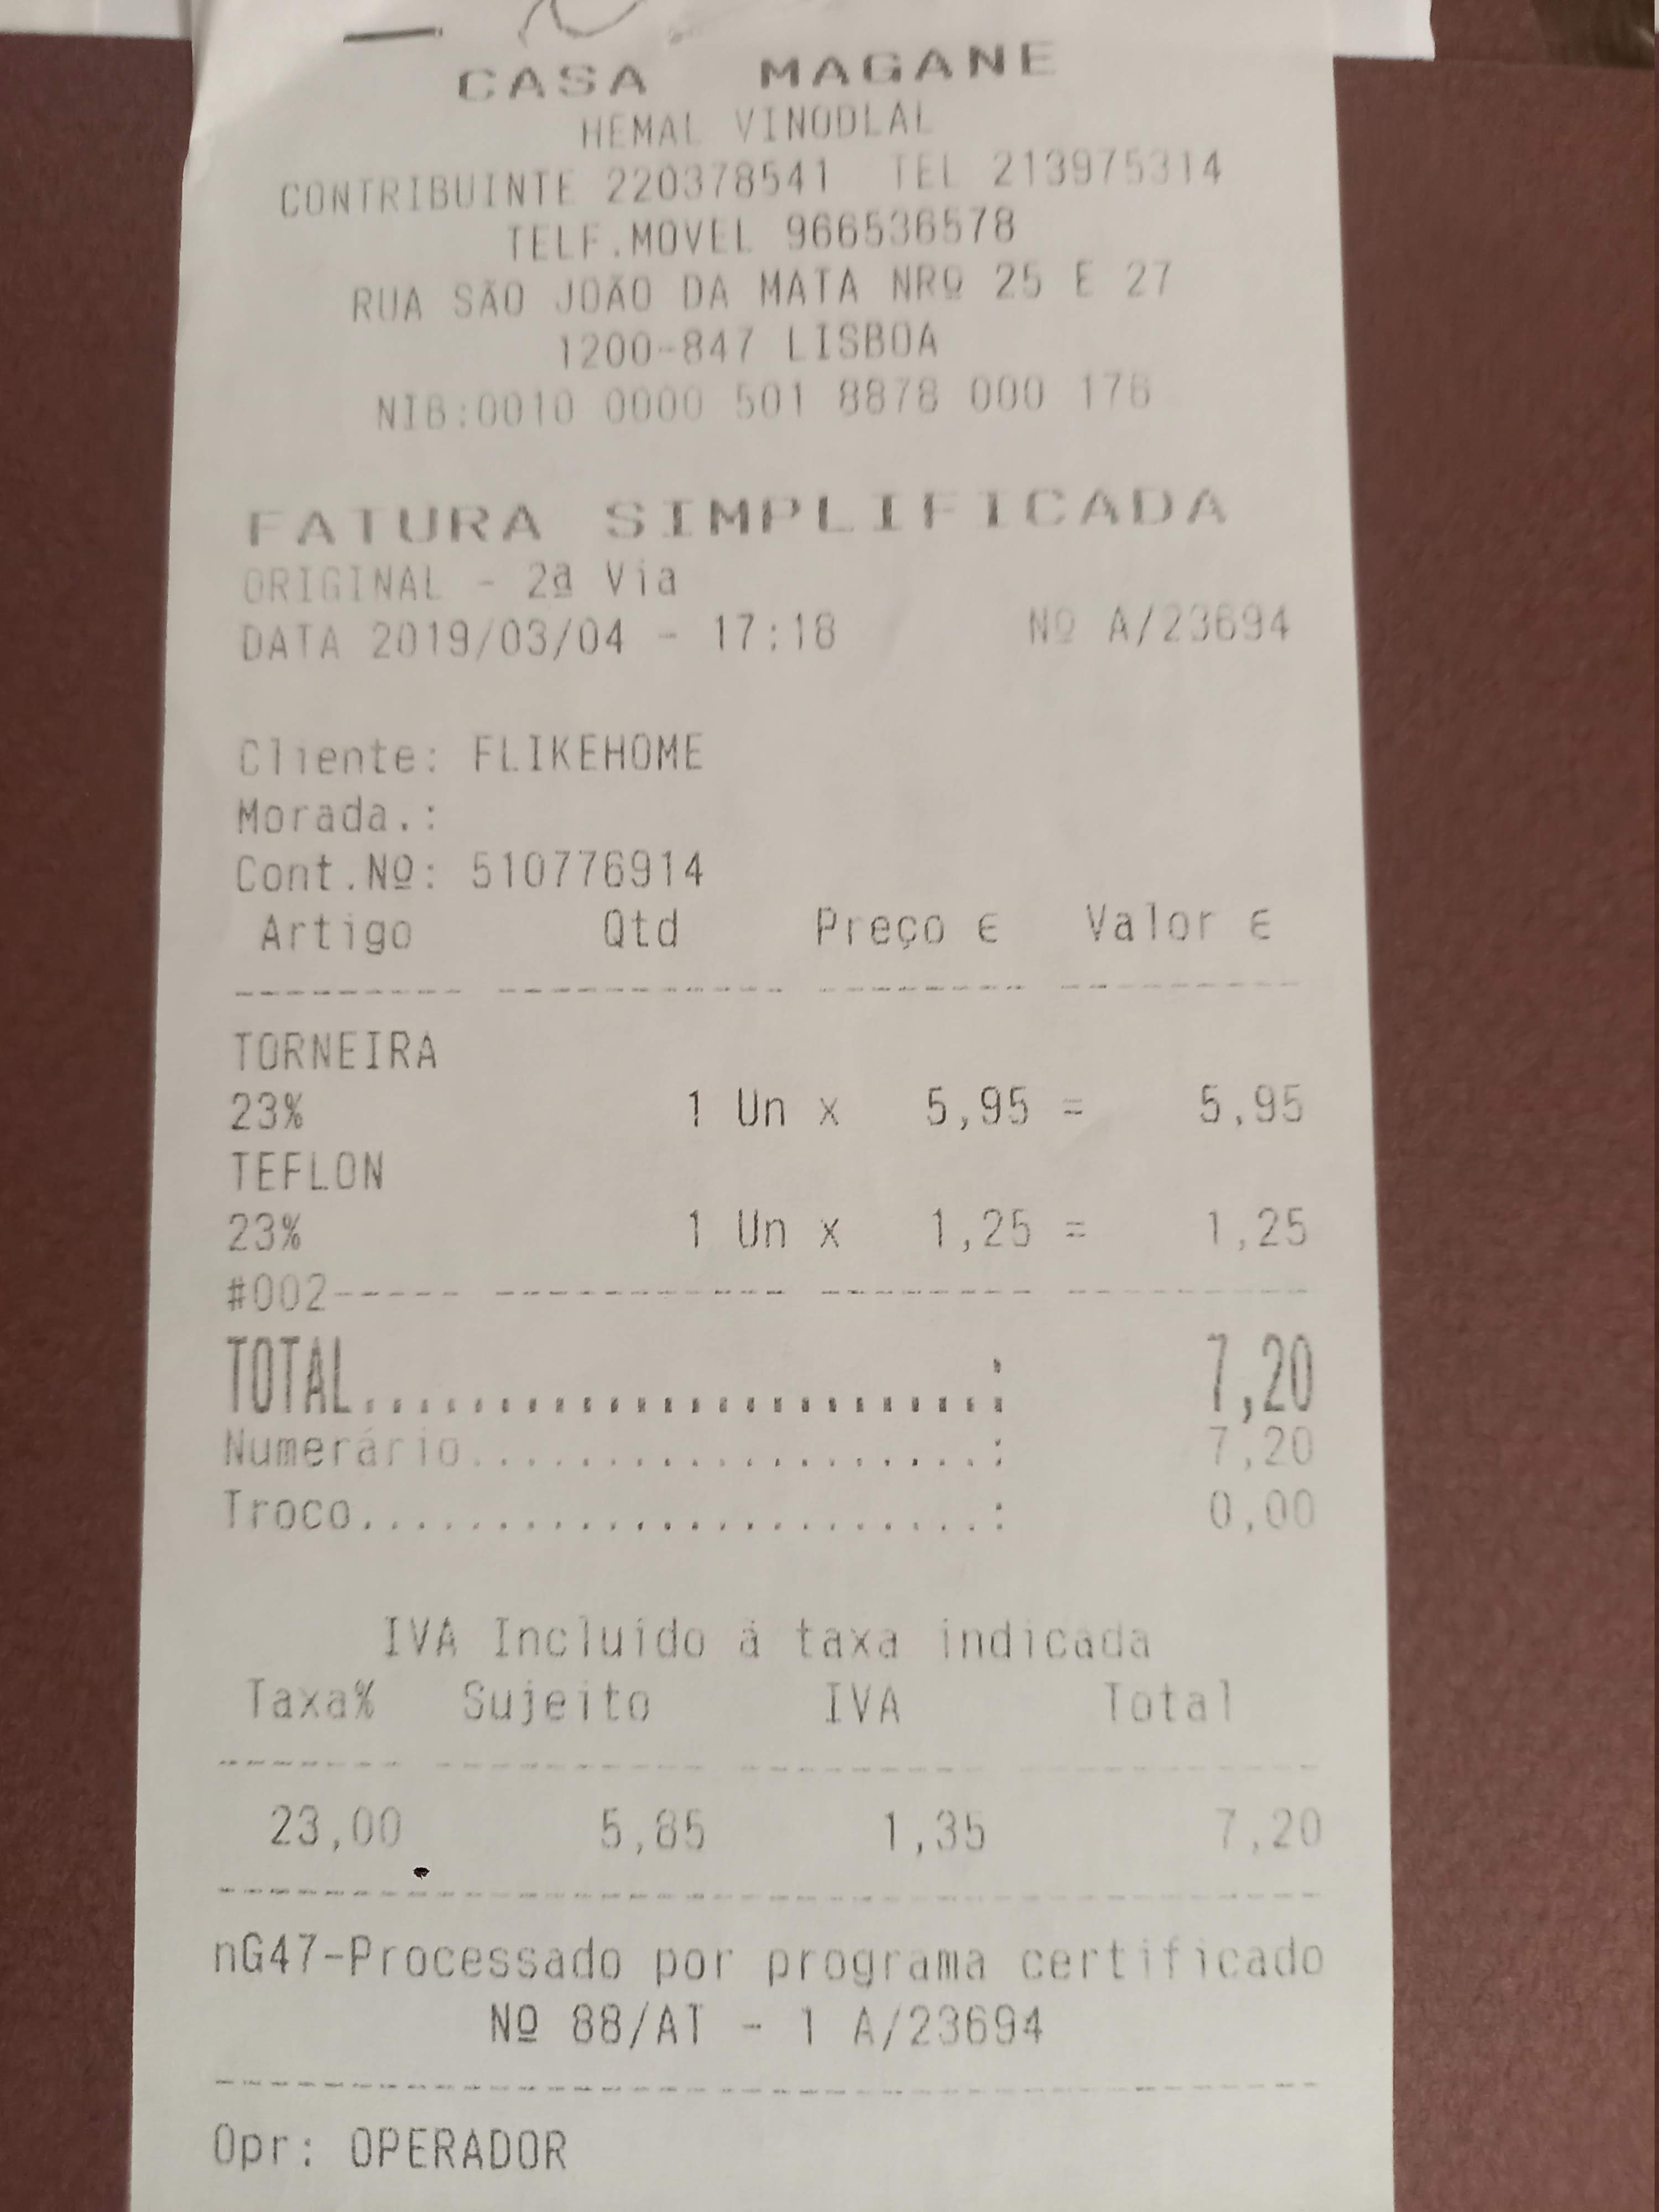 CASA MAGANE
HEMAL VINODLAL
CONTRIBUINTE 220378541 TEL 213975314
TELF.MOVEL 966536578
RUA SÃO JOÃO DA MATA NRº 25 E 27
1200-847 LISBOA
NIB:0010 0000 501 8878 000 178
FATURA SIMPLIFICADA
ORIGINAL - 2ª Via
DATA 2019/03/04 - 17:18 Nº A/23694
Cliente: FLIKEHOME
Morada.:
Cont.Nº: 510776914
Artigo Qtd Preço € Valor €
TORNEIRA
23% 1 Un x 5,95 = 5,95
TEFLON
23% 1 Un x 1,25 = 1,25
#002----- ----------- -------- ---------
TOTAL........................: 7,20
Numerário....................: 7,20
Troco........................: 0,00
IVA Incluído á taxa indicada
Taxa% Sujeito IVA Total
23,00 5,85 1,35 7,20
nG47-Processado por programa certificado
Nº 88/AT - 1 A/23694
Opr: OPERADOR